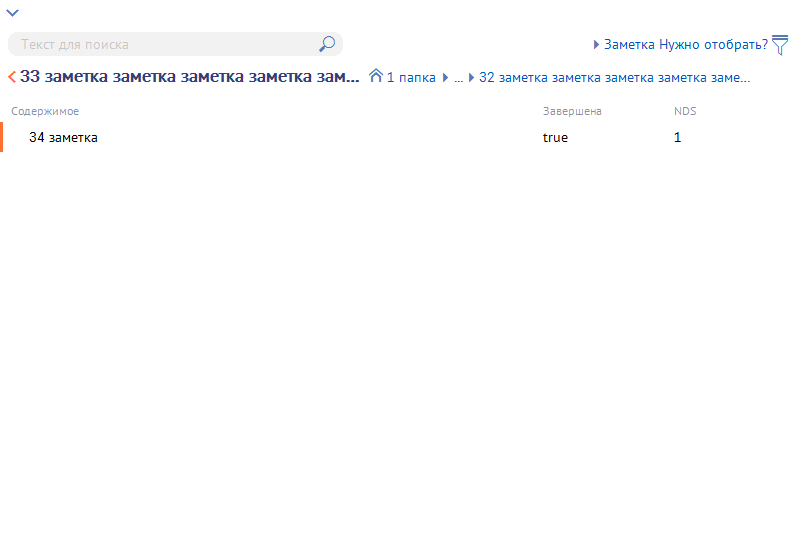 Текст для поиска
Заметка Нужно отобрать?
33 заметка заметка заметка заметка зам... 1 папка ... 32 заметка заметка заметка заметка заме...
Содержимое Завершена NDS
34 заметка true 1